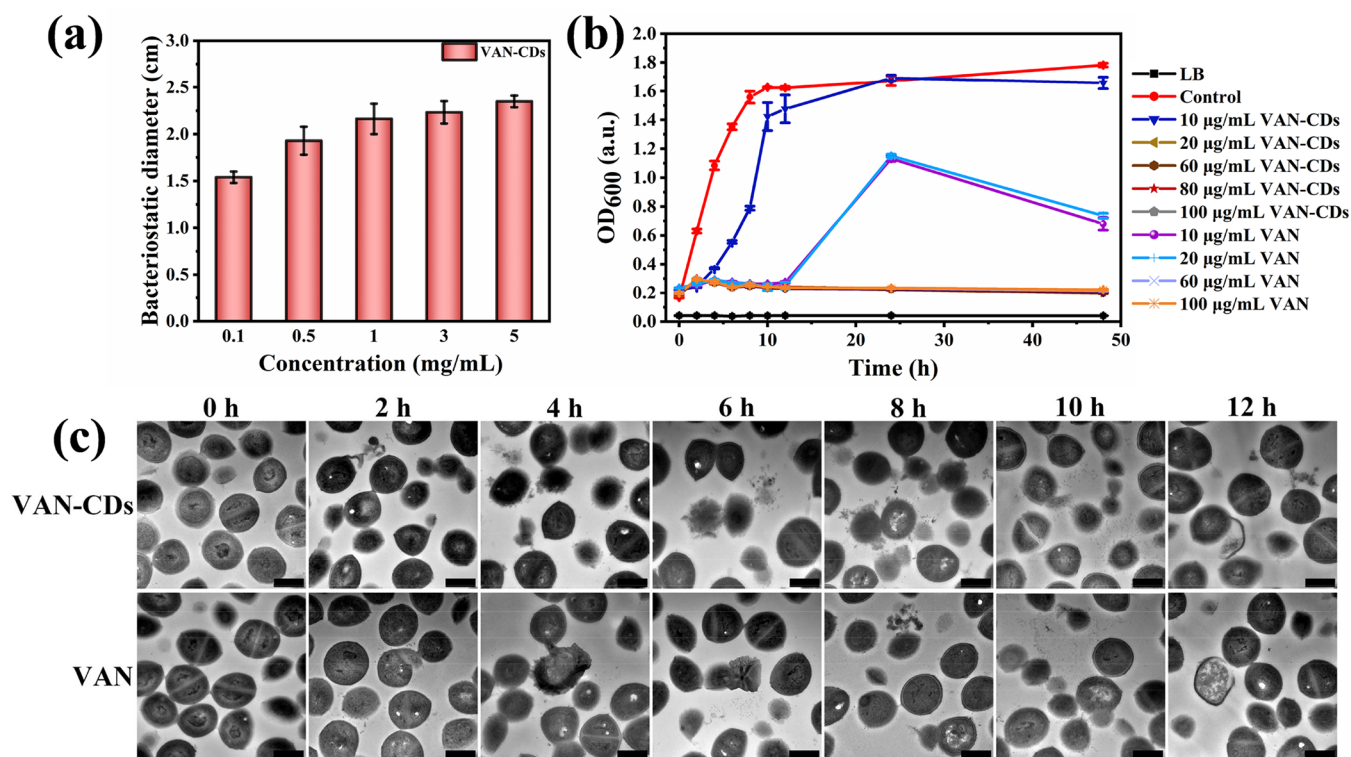 (a)
Bacteriostatic diameter (cm)
3.0
2.5
2.0
1.5
1.0
0.5
0.0
VAN-CDs
0.1 0.5 1 3 5
Concentration (mg/mL)
(b)
OD600 (a.u.)
2.0
1.8
1.6
1.4
1.2
1.0
0.8
0.6
0.4
0.2
0.0
0 10 20 30 40 50
Time (h)
LB
Control
10 μg/mL VAN-CDs
20 μg/mL VAN-CDs
60 μg/mL VAN-CDs
80 μg/mL VAN-CDs
100 μg/mL VAN-CDs
10 μg/mL VAN
20 μg/mL VAN
60 μg/mL VAN
100 μg/mL VAN
(c)
0 h 2 h 4 h 6 h 8 h 10 h 12 h
VAN-CDs
VAN